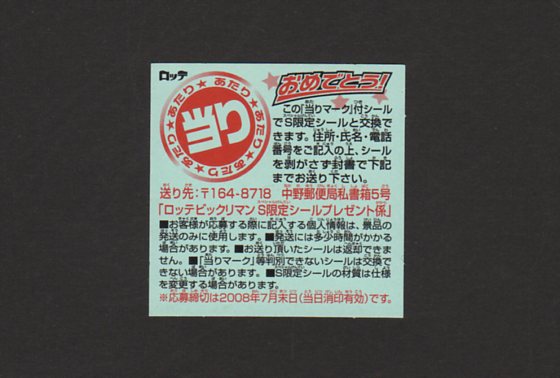 ロッテ
あたり★あたり★あたり★あたり★あたり★
当り
おめでとう!
この「当りマーク」付シール
でS限定シールと交換で
きます。住所・氏名・電話
番号をご記入の上、シール
を剥がさず封書で下記
までお送り下さい。
送り先:〒164-8718 中野郵便局私書箱5号
「ロッテビックリマン S限定シールプレゼント係」
■お客様が応募する際に記入する個人情報は、景品の
発送のみに使用します。■発送には多少時間がかかる
場合があります。■お送り頂いたシールは返却できま
せん。■「当りマーク」等判別できないシールは交換で
きない場合があります。■S限定シールの材質は仕様
を変更する場合があります。
※応募締切は2008年7月末日(当日消印有効)です。